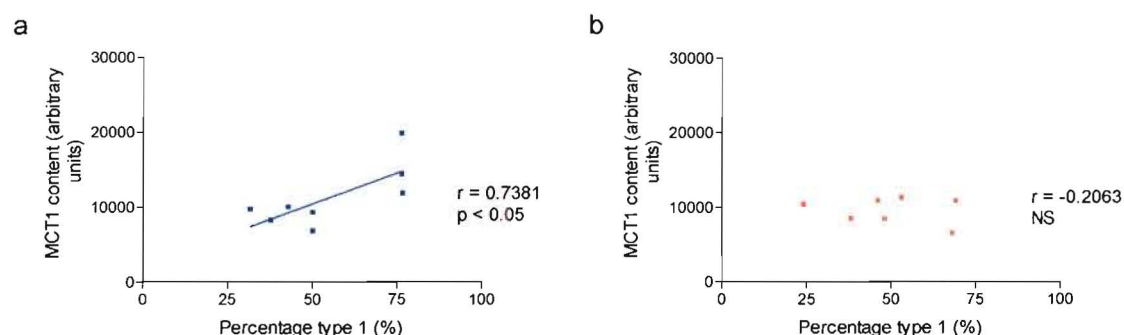 a
MCT1 content (arbitrary
units)
30000
20000
10000
0
0 25 50 75 100
Percentage type 1 (%)
r = 0.7381
p < 0.05
b
MCT1 content (arbitrary
units)
30000
20000
10000
0
0 25 50 75 100
Percentage type 1 (%)
r = -0.2063
NS